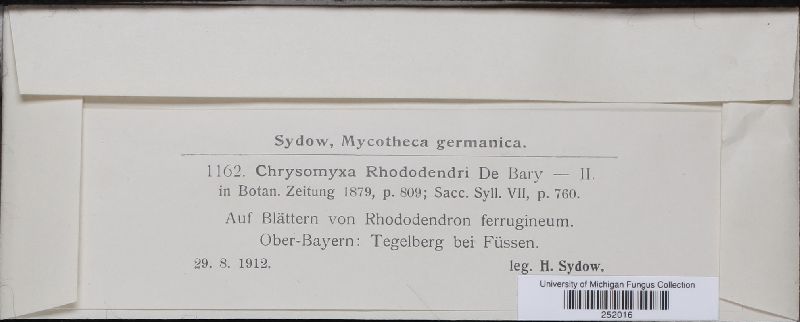 Sydow, Mycotheca germanica.
1162. Chrysomyxa Rhododendri De Bary — II.
in Botan. Zeitung 1879, p. 809; Sacc. Syll. VII, p. 760.
Auf Blättern von Rhododendron ferrugineum.
Ober-Bayern: Tegelberg bei Füssen.
29. 8. 1912. leg. H. Sydow.
University of Michigan Fungus Collection
252016